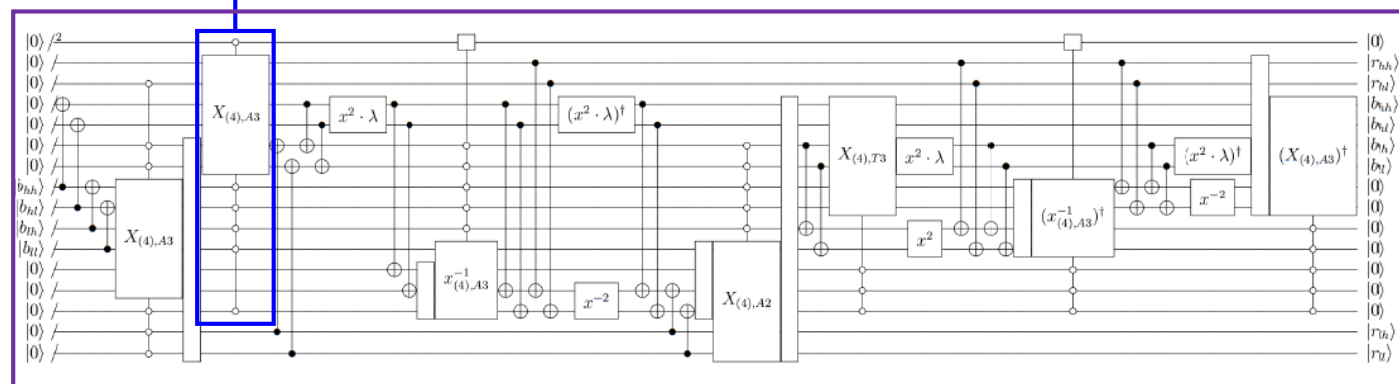 |0⟩ /² |0⟩
|0⟩ / |r_hh⟩
|0⟩ / |r_hl⟩
|0⟩ / X_(4),A3 x² · λ (x² · λ)† |b_hh⟩
|0⟩ / |b_hl⟩
|0⟩ / X_(4),T3 x² · λ (x² · λ)† (X_(4),A3)† |b_lh⟩
|0⟩ / |b_ll⟩
b_hh⟩ / x⁻² |0⟩
|b_hl⟩ / (x⁻¹_(4),A3)† |0⟩
|b_lh⟩ / X_(4),A3 x² |0⟩
|b_ll⟩ / |0⟩
|0⟩ / x⁻¹_(4),A3 |0⟩
|0⟩ / x⁻² X_(4),A2 |0⟩
|0⟩ / |0⟩
|0⟩ / |r_lh⟩
|0⟩ / |r_ll⟩